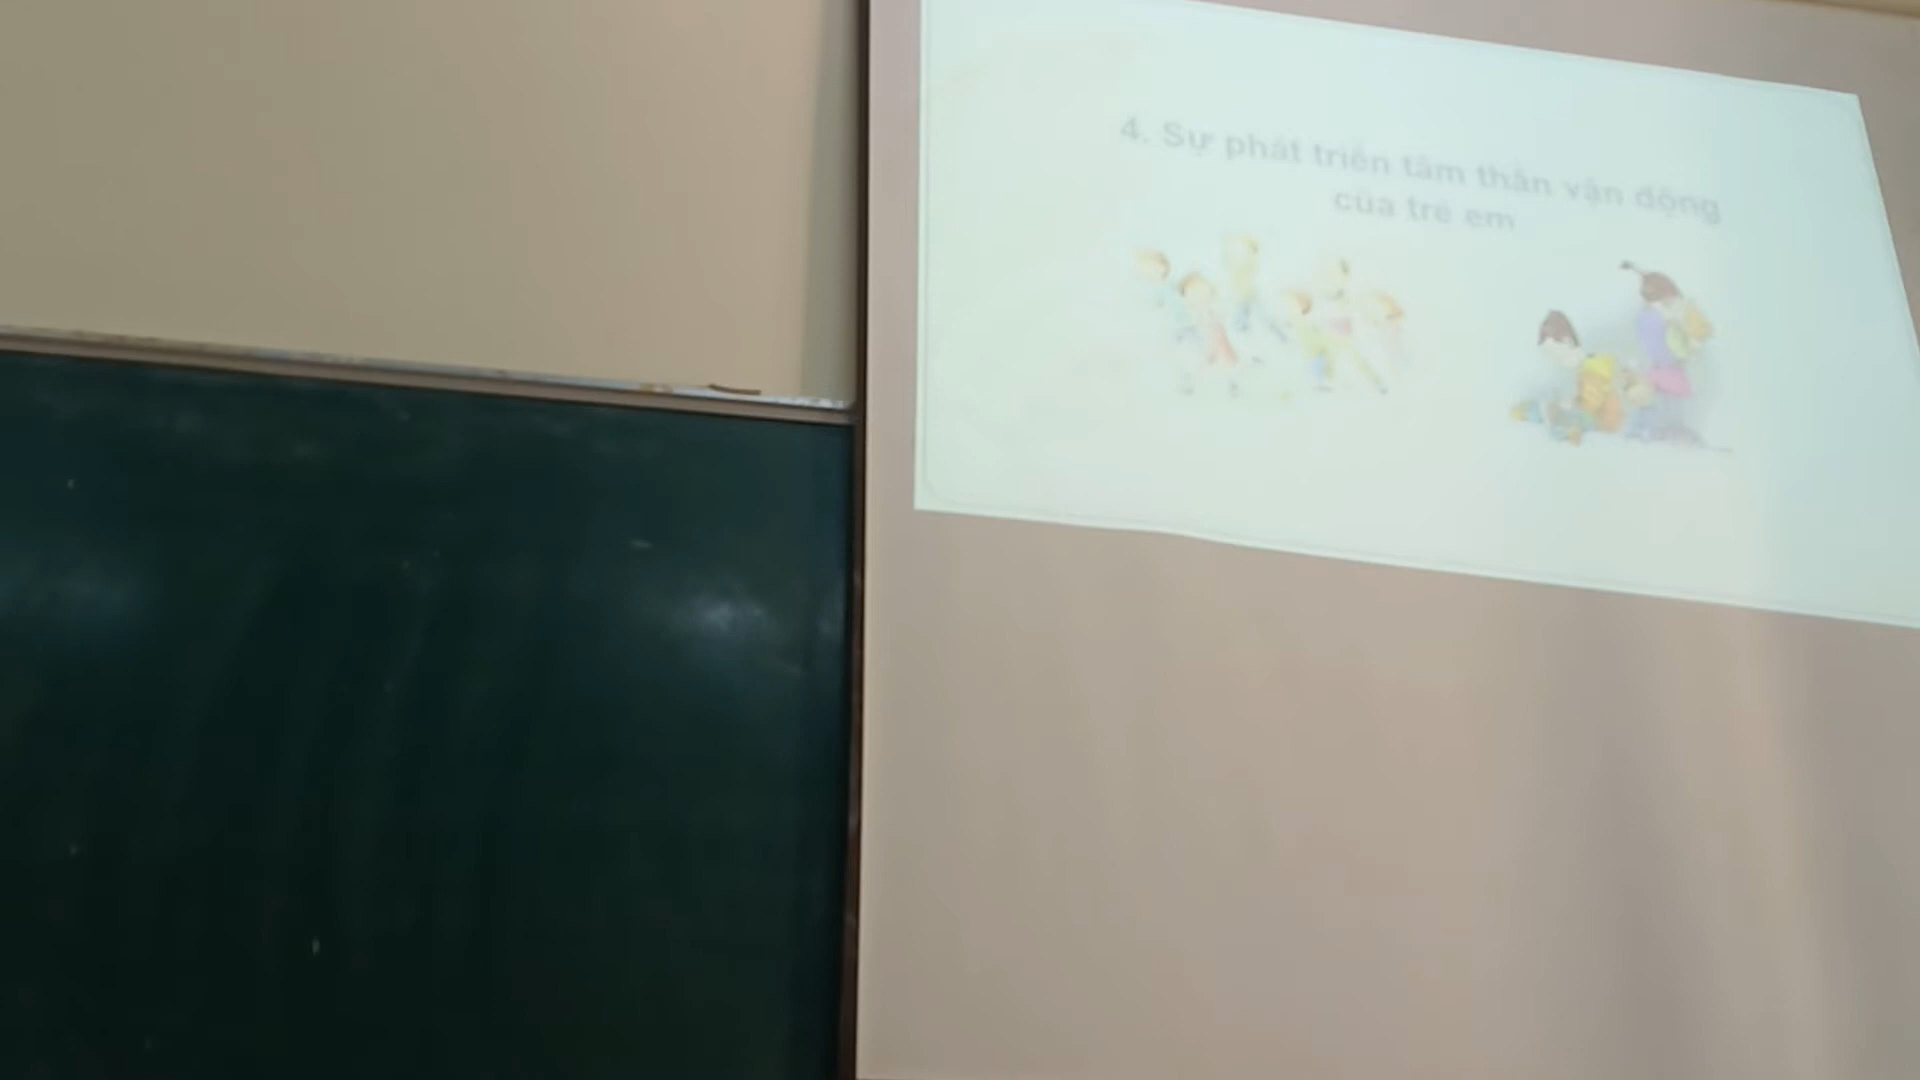 4. Sự phát triển tâm thần vận động
của trẻ em